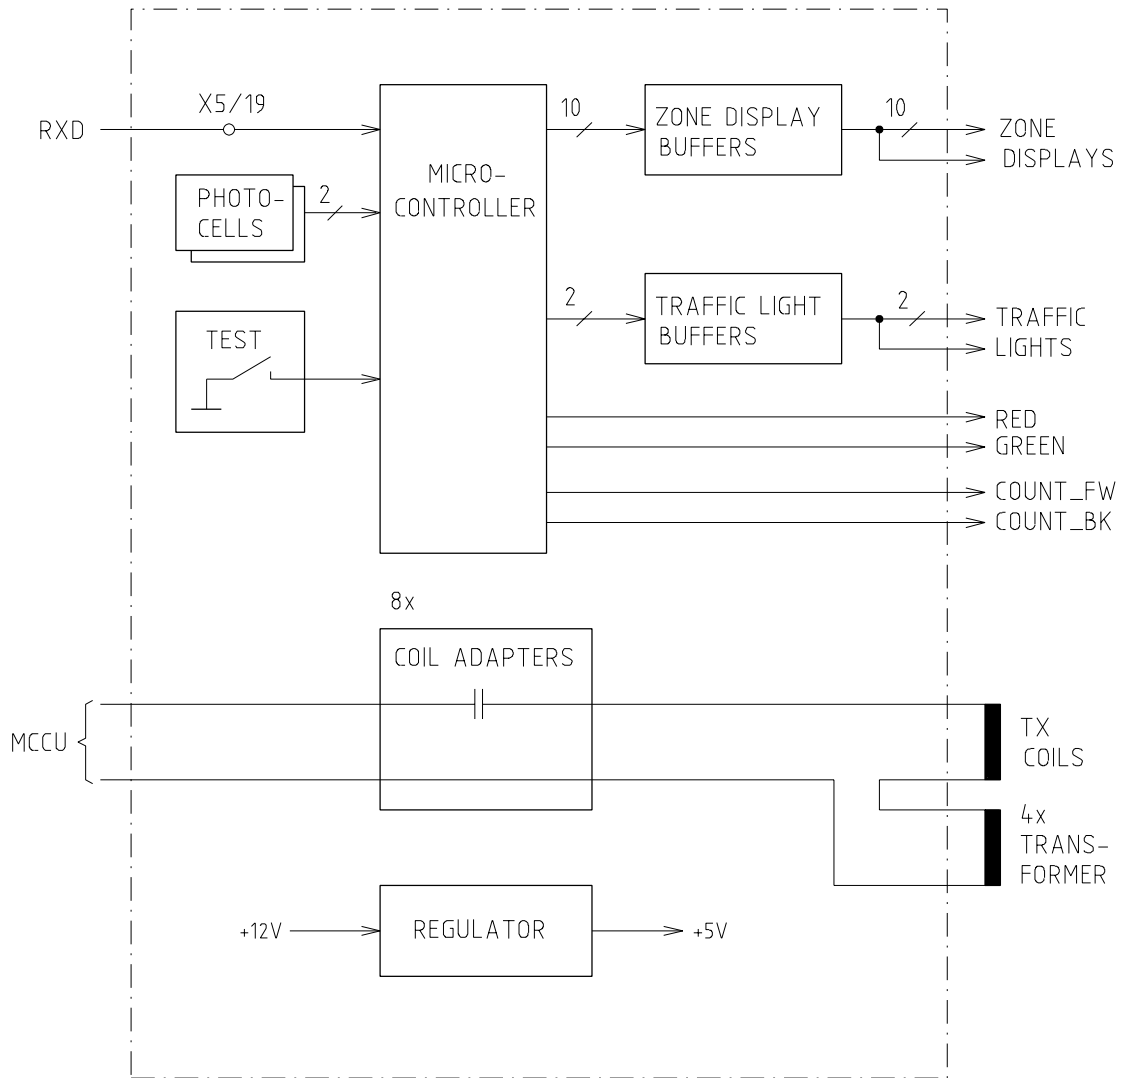 X5/19
RXD
10
ZONE DISPLAY
BUFFERS
10
ZONE
DISPLAYS
MICRO-
CONTROLLER
PHOTO-
CELLS
2
2
TRAFFIC LIGHT
BUFFERS
2
TRAFFIC
LIGHTS
TEST
RED
GREEN
COUNT_FW
COUNT_BK
8x
COIL ADAPTERS
MCCU
TX
COILS
4x
TRANS-
FORMER
+12V
REGULATOR
+5V